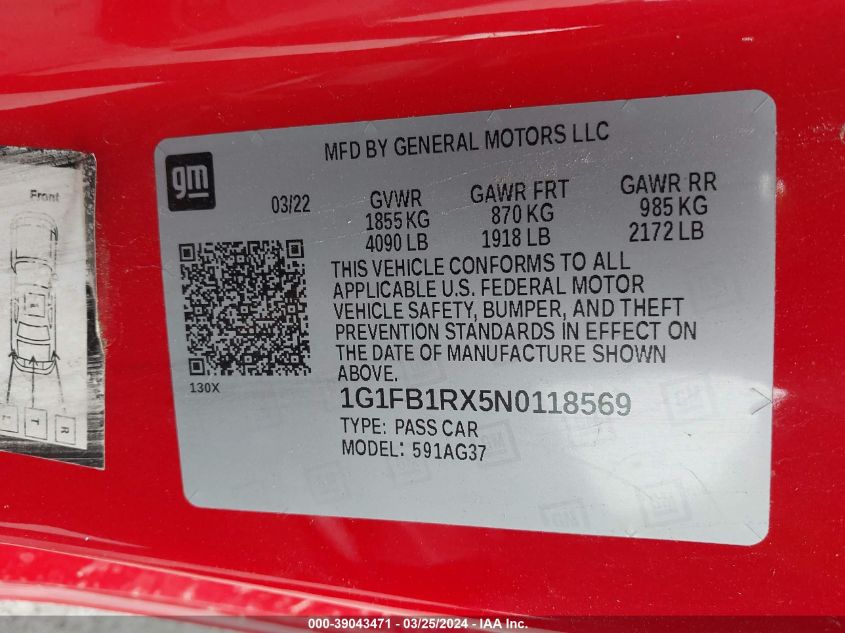 MFD BY GENERAL MOTORS LLC
gm
03/22
GVWR GAWR FRT GAWR RR
1855 KG 870 KG 985 KG
4090 LB 1918 LB 2172 LB
THIS VEHICLE CONFORMS TO ALL
APPLICABLE U.S. FEDERAL MOTOR
VEHICLE SAFETY, BUMPER, AND THEFT
PREVENTION STANDARDS IN EFFECT ON
THE DATE OF MANUFACTURE SHOWN
ABOVE.
130X
1G1FB1RX5N0118569
TYPE: PASS CAR
MODEL: 591AG37
Front
L T R
000-39043471 - 03/25/2024 - IAA Inc.